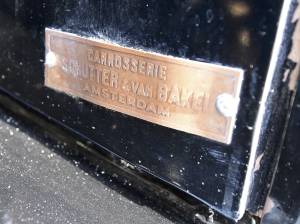 CARROSSERIE
SCHUTTER & VAN BAKEL
AMSTERDAM